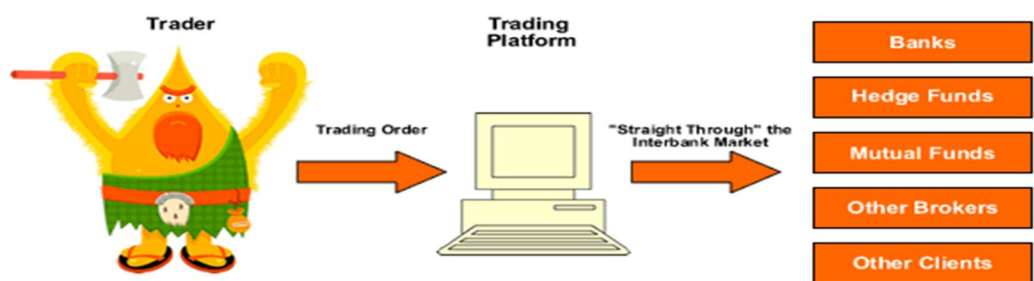 Trader
Trading
Platform
Trading Order
"Straight Through" the
Interbank Market
Banks
Hedge Funds
Mutual Funds
Other Brokers
Other Clients